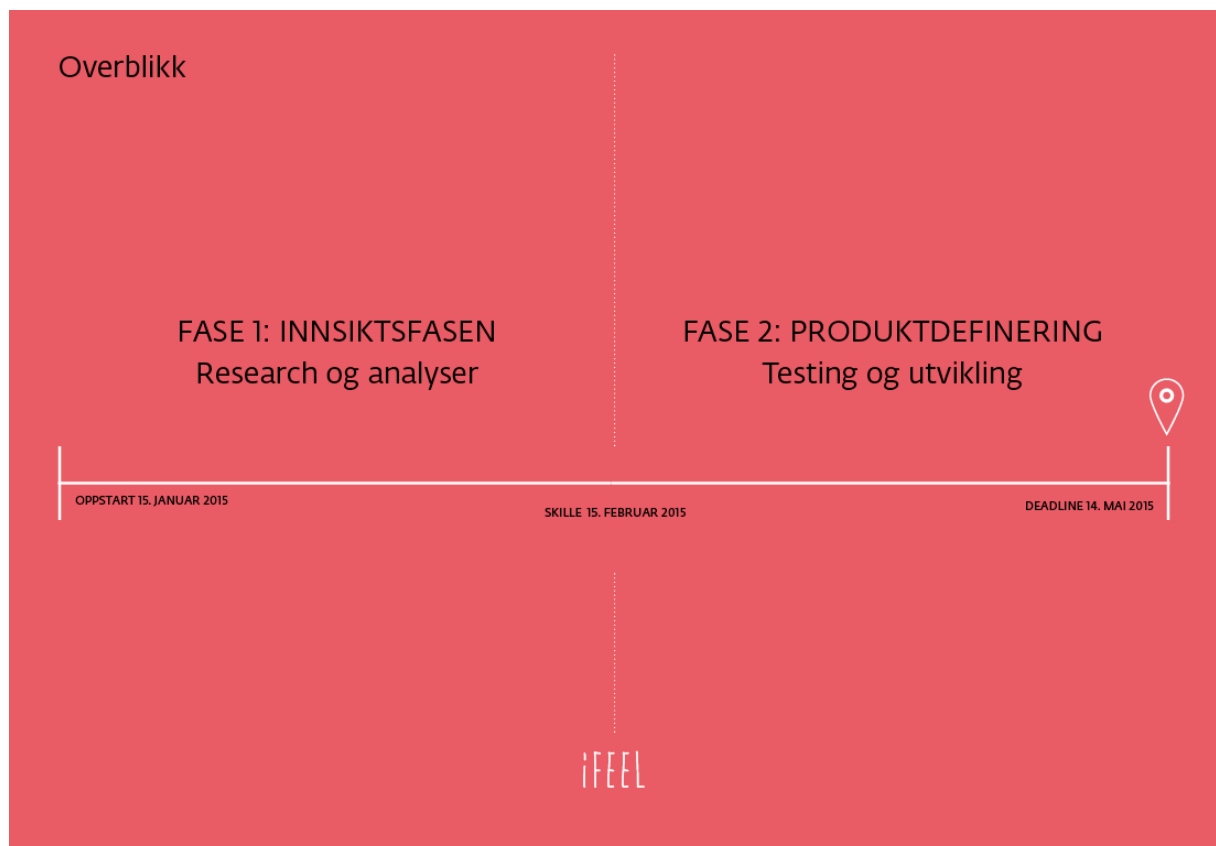 Overblikk
FASE 1: INNSIKTSFASEN
Research og analyser
FASE 2: PRODUKTDEFINERING
Testing og utvikling
OPPSTART 15. JANUAR 2015
SKILLE 15. FEBRUAR 2015
DEADLINE 14. MAI 2015
iFEEL